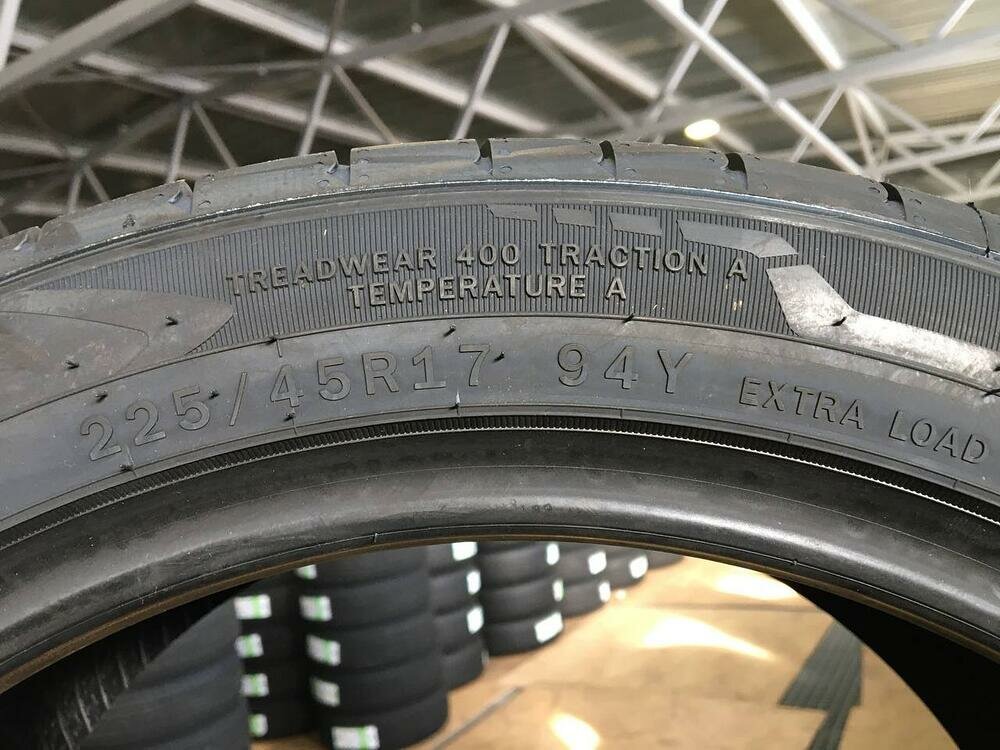 TREADWEAR 400 TRACTION A
TEMPERATURE A
225/45R17 94Y EXTRA LOAD